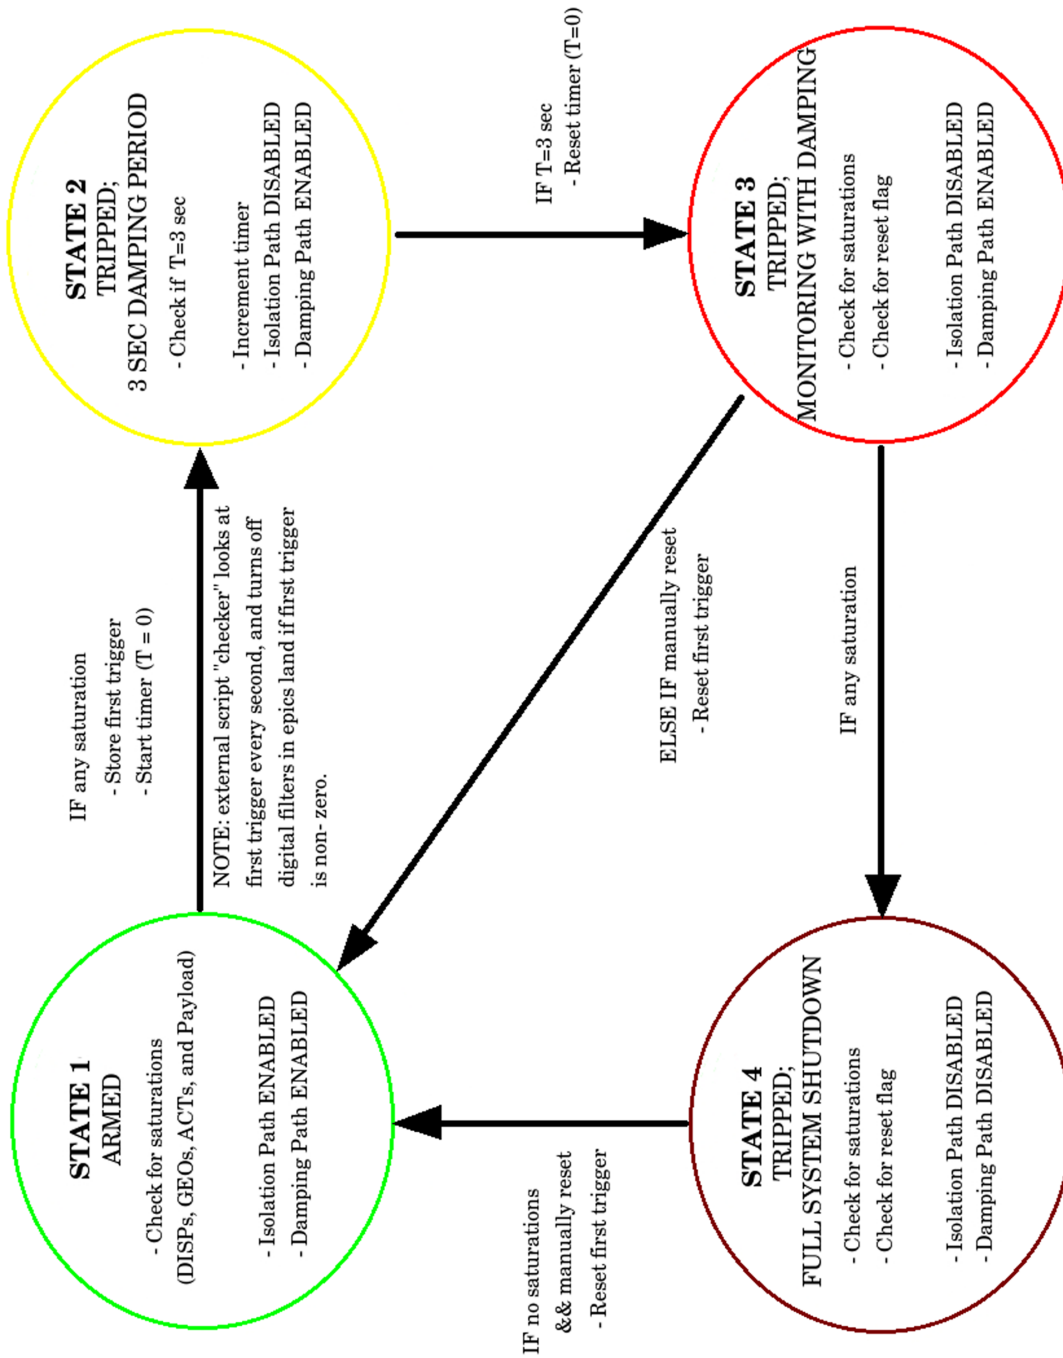 STATE 1
ARMED
- Check for saturations
(DISPs, GEOs, ACTs, and Payload)
- Isolation Path ENABLED
- Damping Path ENABLED
IF any saturation
- Store first trigger
- Start timer (T = 0)
NOTE: external script "checker" looks at
first trigger every second, and turns off
digital filters in epics land if first trigger
is non- zero.
STATE 2
TRIPPED;
3 SEC DAMPING PERIOD
- Check if T=3 sec
- Increment timer
- Isolation Path DISABLED
- Damping Path ENABLED
IF no saturations
&& manually reset
- Reset first trigger
ELSE IF manually reset
- Reset first trigger
IF T=3 sec
- Reset timer (T=0)
STATE 4
TRIPPED;
FULL SYSTEM SHUTDOWN
- Check for saturations
- Check for reset flag
- Isolation Path DISABLED
- Damping Path DISABLED
IF any saturation
STATE 3
TRIPPED;
MONITORING WITH DAMPING
- Check for saturations
- Check for reset flag
- Isolation Path DISABLED
- Damping Path ENABLED